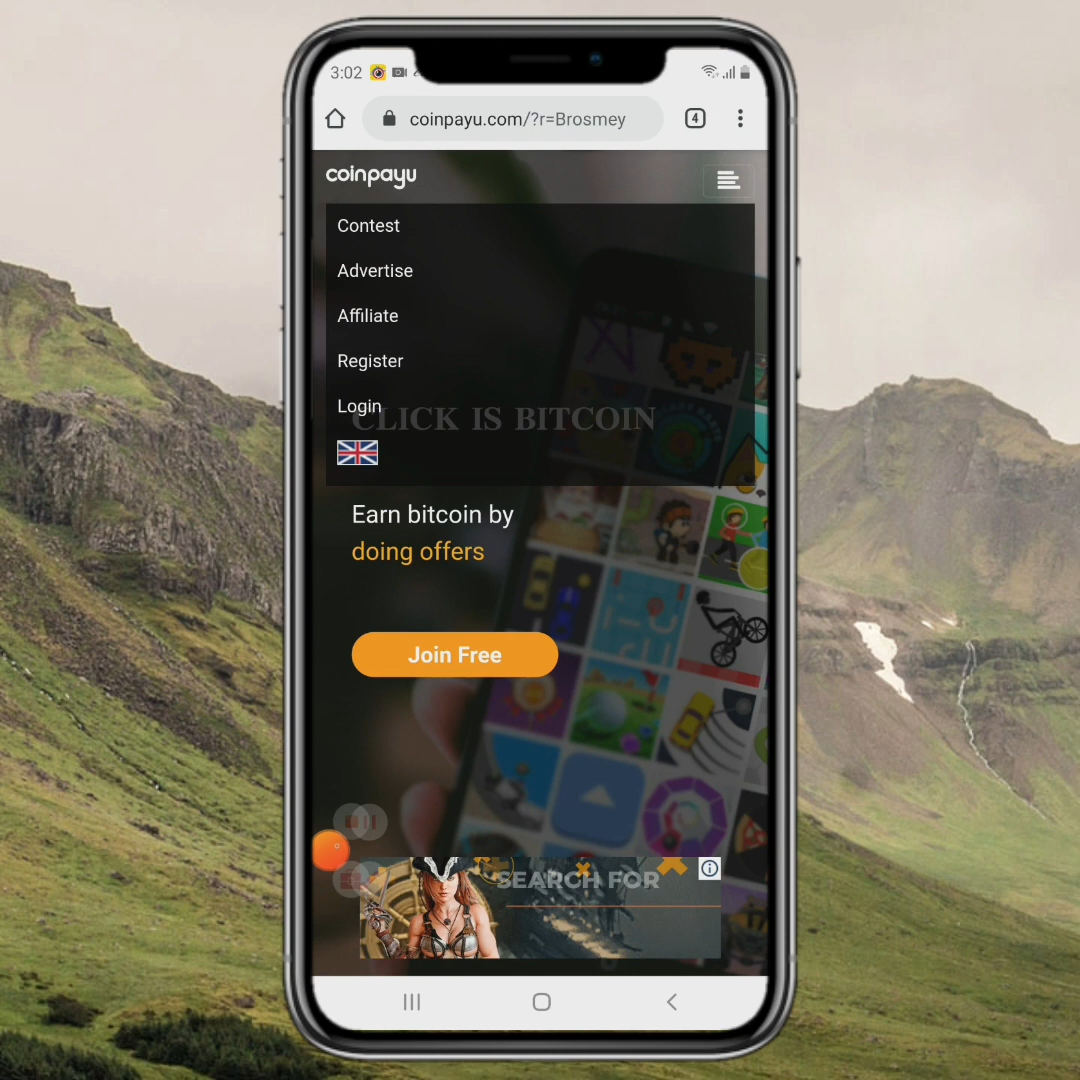 3:02
coinpayu.com/?r=Brosmey
4
coinpayu
Contest
Advertise
Affiliate
Register
Login
CLICK IS BITCOIN
Earn bitcoin by
doing offers
Join Free
SEARCH FOR